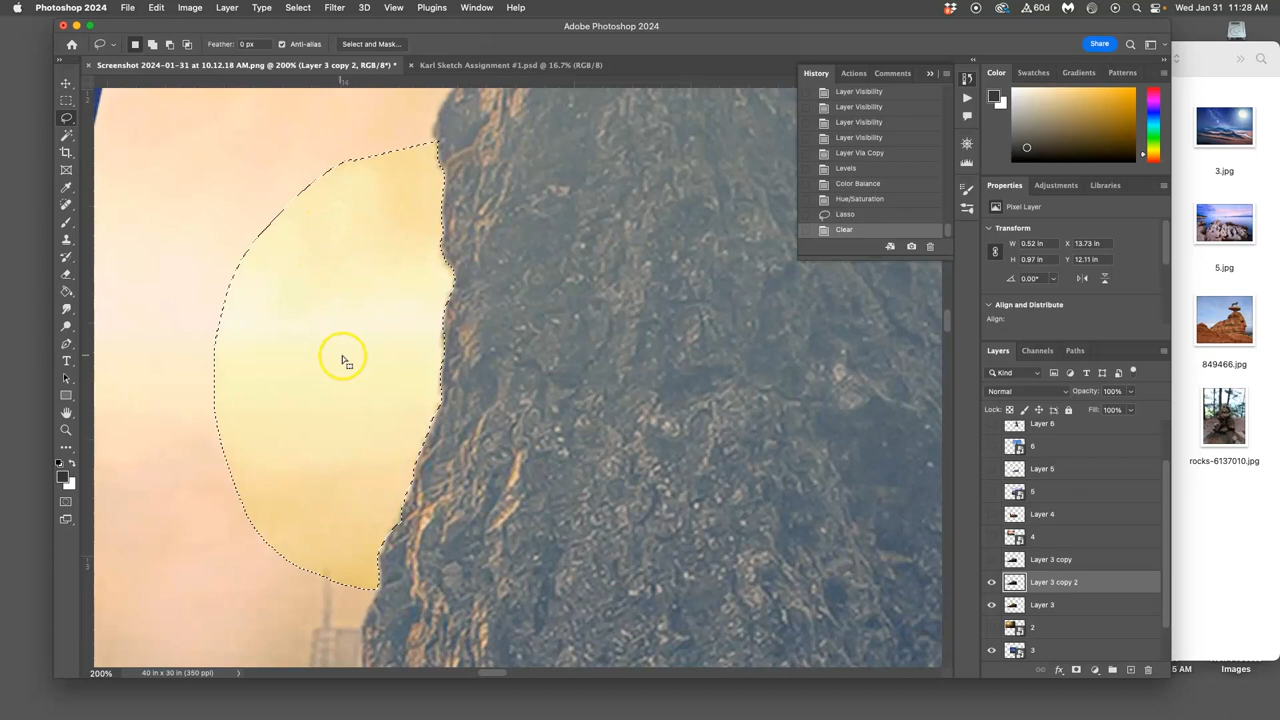 Photoshop 2024 File Edit Image Layer Type Select Filter 3D View Plugins Window Help 60d Wed Jan 31 11:28 AM
Adobe Photoshop 2024
Feather: 0 px Anti-alias Select and Mask... Share
Screenshot 2024-01-31 at 10.12.18 AM.png @ 200% (Layer 3 copy 2, RGB/8*) *
Karl Sketch Assignment #1.psd @ 16.7% (RGB/8)
14
1
2
1
3
History Actions Comments
Layer Visibility
Layer Visibility
Layer Visibility
Layer Visibility
Layer Via Copy
Levels
Color Balance
Hue/Saturation
Lasso
Clear
Color Swatches Gradients Patterns
Properties Adjustments Libraries
Pixel Layer
Transform
W 0.52 in X 13.73 in
H 0.97 in Y 12.11 in
0.00°
Align and Distribute
Align:
Layers Channels Paths
Kind
Normal Opacity: 100%
Lock: Fill: 100%
Layer 6
6
Layer 5
5
Layer 4
4
Layer 3 copy
Layer 3 copy 2
Layer 3
2
3
200% 40 in x 30 in (350 ppi)
3.jpg
5.jpg
849466.jpg
rocks-6137010.jpg
5 AM
Images